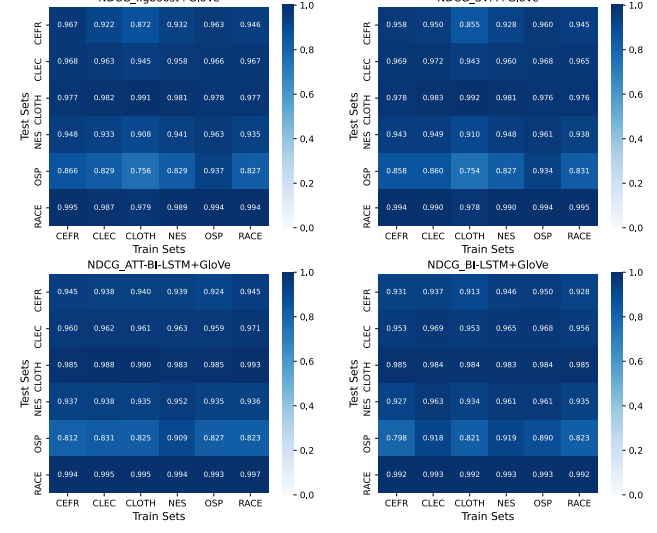 CEFR 0.967 0.922 0.872 0.932 0.963 0.946
CLEC 0.968 0.963 0.945 0.958 0.966 0.967
CLOTH 0.977 0.982 0.991 0.981 0.978 0.977
NES 0.948 0.933 0.908 0.941 0.963 0.935
OSP 0.866 0.829 0.756 0.829 0.937 0.827
RACE 0.995 0.987 0.979 0.989 0.994 0.994
CEFR CLEC CLOTH NES OSP RACE
Train Sets
Test Sets
1.0
0.8
0.6
0.4
0.2
0.0
CEFR 0.958 0.950 0.855 0.928 0.960 0.945
CLEC 0.969 0.972 0.943 0.960 0.968 0.965
CLOTH 0.978 0.983 0.992 0.981 0.976 0.976
NES 0.943 0.949 0.910 0.948 0.961 0.938
OSP 0.858 0.860 0.754 0.827 0.934 0.831
RACE 0.994 0.990 0.978 0.990 0.994 0.995
CEFR CLEC CLOTH NES OSP RACE
Train Sets
Test Sets
1.0
0.8
0.6
0.4
0.2
0.0
NDCG_ATT-BI-LSTM+GloVe
CEFR 0.945 0.938 0.940 0.939 0.924 0.945
CLEC 0.960 0.962 0.961 0.963 0.959 0.971
CLOTH 0.985 0.988 0.990 0.983 0.985 0.993
NES 0.937 0.938 0.935 0.952 0.935 0.936
OSP 0.812 0.831 0.825 0.909 0.827 0.823
RACE 0.994 0.995 0.995 0.994 0.993 0.997
CEFR CLEC CLOTH NES OSP RACE
Train Sets
Test Sets
1.0
0.8
0.6
0.4
0.2
0.0
NDCG_BI-LSTM+GloVe
CEFR 0.931 0.937 0.913 0.946 0.950 0.928
CLEC 0.953 0.969 0.953 0.965 0.968 0.956
CLOTH 0.985 0.984 0.984 0.983 0.984 0.985
NES 0.927 0.963 0.934 0.961 0.961 0.935
OSP 0.798 0.918 0.821 0.919 0.890 0.823
RACE 0.992 0.993 0.992 0.993 0.993 0.992
CEFR CLEC CLOTH NES OSP RACE
Train Sets
Test Sets
1.0
0.8
0.6
0.4
0.2
0.0